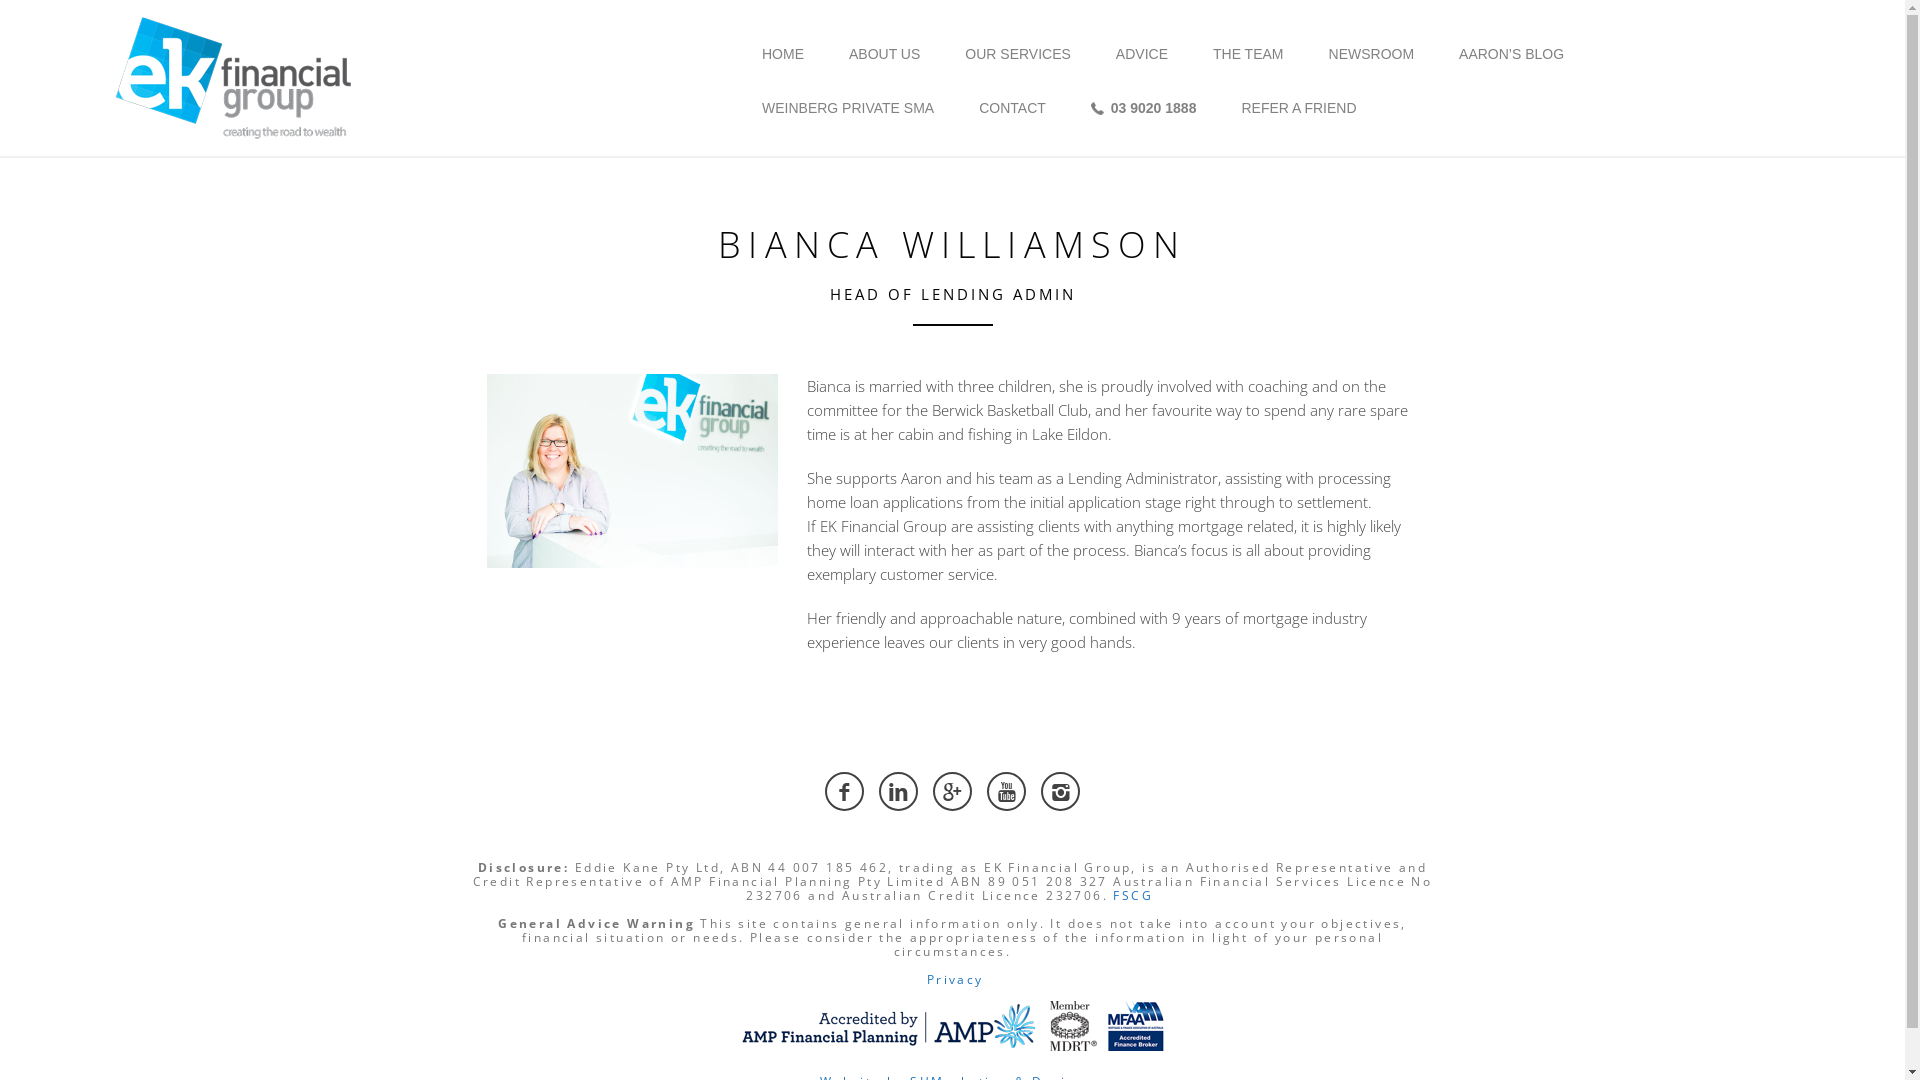 ek financial group
creating the road to wealth
HOME ABOUT US OUR SERVICES ADVICE THE TEAM NEWSROOM AARON'S BLOG
WEINBERG PRIVATE SMA CONTACT 03 9020 1888 REFER A FRIEND
BIANCA WILLIAMSON
HEAD OF LENDING ADMIN
ek financial group
creating the road to wealth
Bianca is married with three children, she is proudly involved with coaching and on the
committee for the Berwick Basketball Club, and her favourite way to spend any rare spare
time is at her cabin and fishing in Lake Eildon.
She supports Aaron and his team as a Lending Administrator, assisting with processing
home loan applications from the initial application stage right through to settlement.
If EK Financial Group are assisting clients with anything mortgage related, it is highly likely
they will interact with her as part of the process. Bianca’s focus is all about providing
exemplary customer service.
Her friendly and approachable nature, combined with 9 years of mortgage industry
experience leaves our clients in very good hands.
You Tube
Disclosure: Eddie Kane Pty Ltd, ABN 44 007 185 462, trading as EK Financial Group, is an Authorised Representative and
Credit Representative of AMP Financial Planning Pty Limited ABN 89 051 208 327 Australian Financial Services Licence No
232706 and Australian Credit Licence 232706. FSCG
General Advice Warning This site contains general information only. It does not take into account your objectives,
financial situation or needs. Please consider the appropriateness of the information in light of your personal
circumstances.
Privacy
Accredited by
AMP Financial Planning
AMP
Member
MDRT®
MFAA
Accredited
Finance Broker